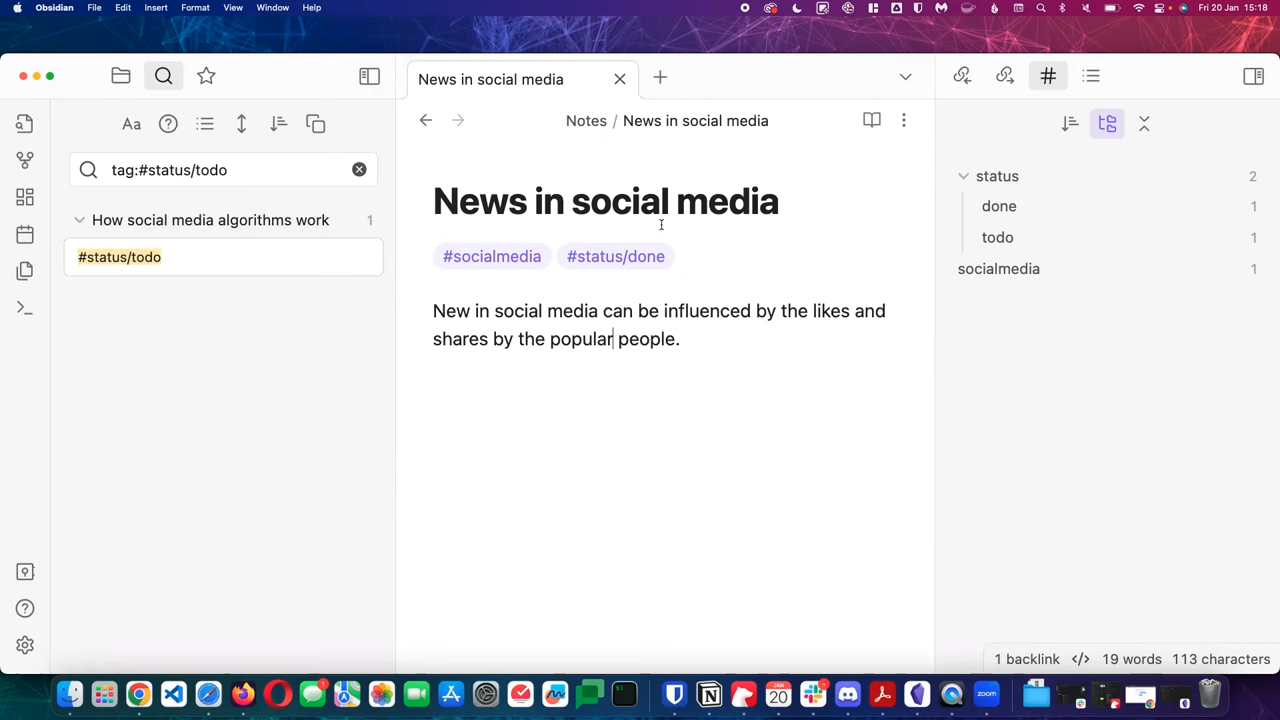 Obsidian File Edit Insert Format View Window Help
Fri 20 Jan 15:18
News in social media
Notes / News in social media
Aa
tag:#status/todo
How social media algorithms work 1
#status/todo
News in social media
#socialmedia #status/done
New in social media can be influenced by the likes and
shares by the popular people.
status 2
done 1
todo 1
socialmedia 1
1 backlink </> 19 words 113 characters